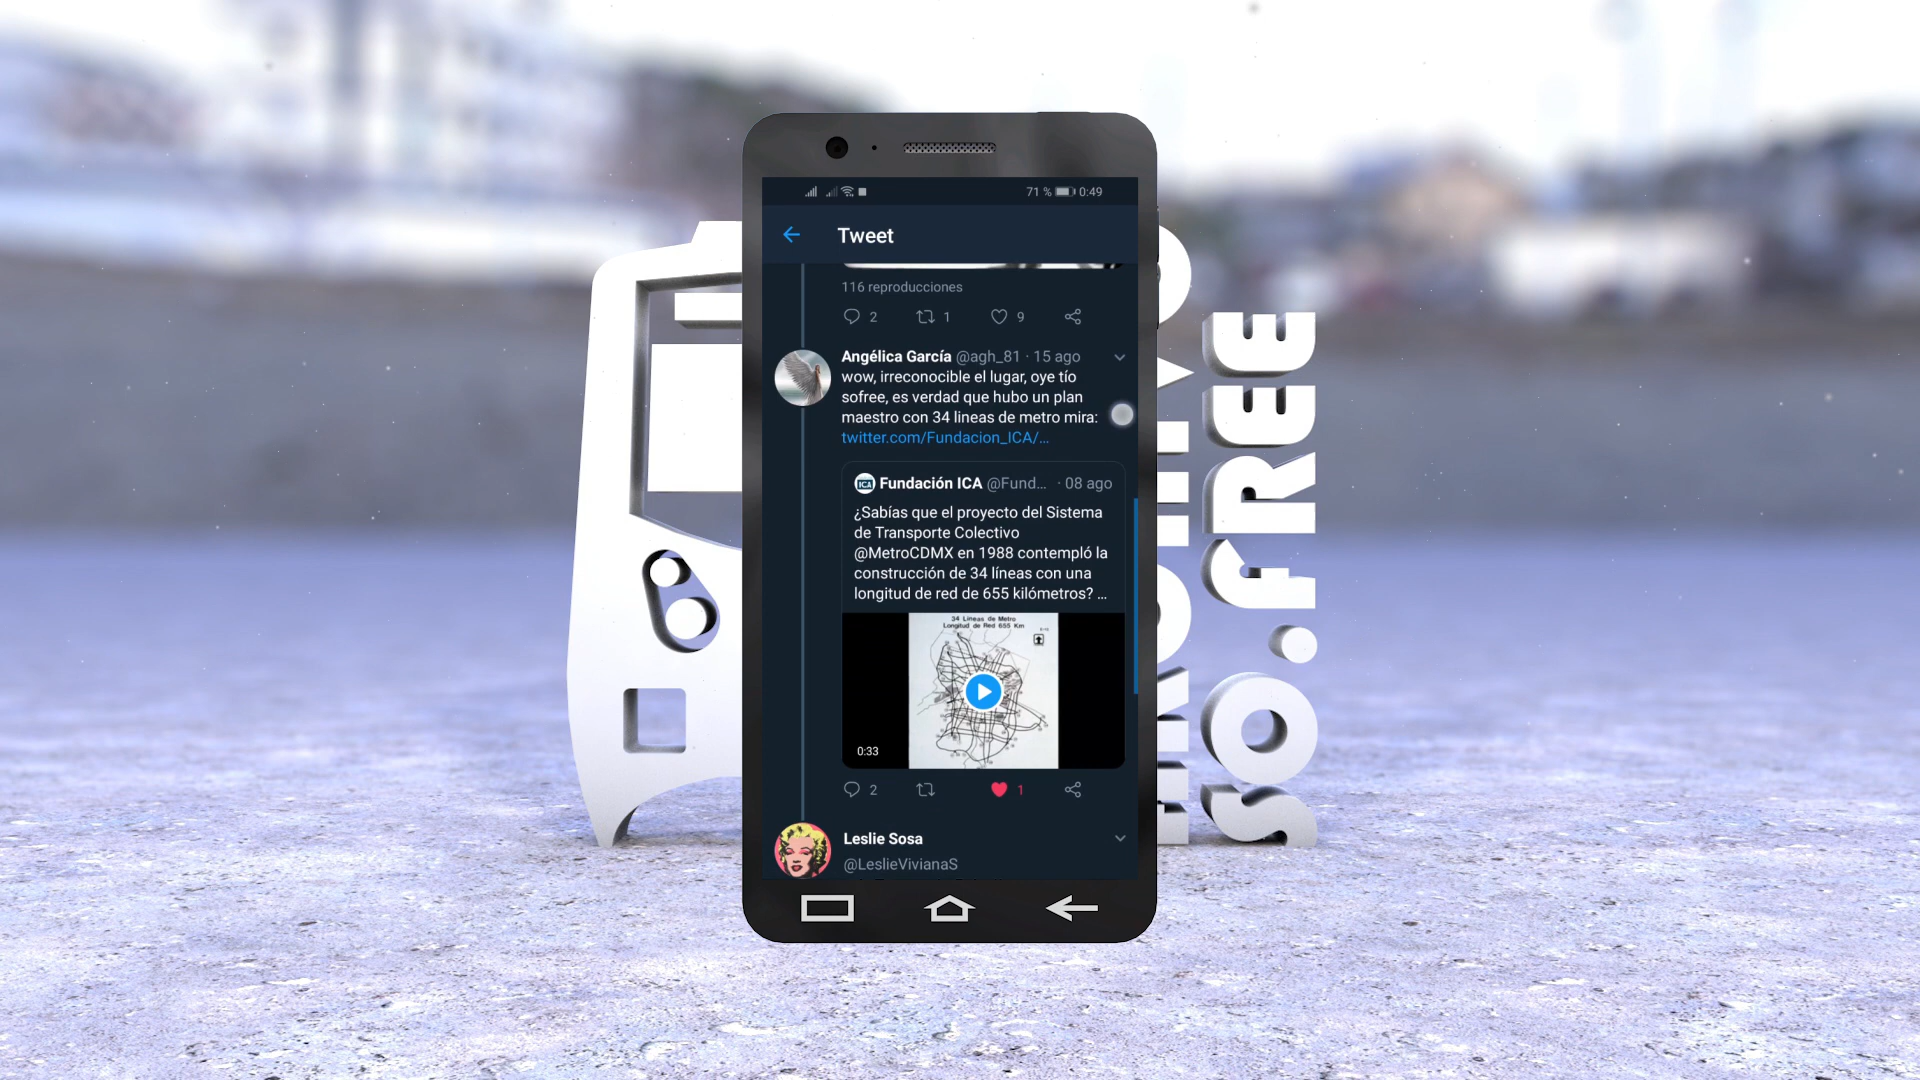 71 % 0:49
Tweet
116 reproducciones
2 1 9
Angélica García @agh_81 · 15 ago
wow, irreconocible el lugar, oye tío
sofree, es verdad que hubo un plan
maestro con 34 lineas de metro mira:
twitter.com/Fundacion_ICA/...
ICA Fundación ICA @Fund... · 08 ago
¿Sabías que el proyecto del Sistema
de Transporte Colectivo
@MetroCDMX en 1988 contempló la
construcción de 34 líneas con una
longitud de red de 655 kilómetros? ...
34 Líneas de Metro
Longitud de Red 655 Km
0:33
2 1
Leslie Sosa
@LeslieVivianaS
SO.FREE